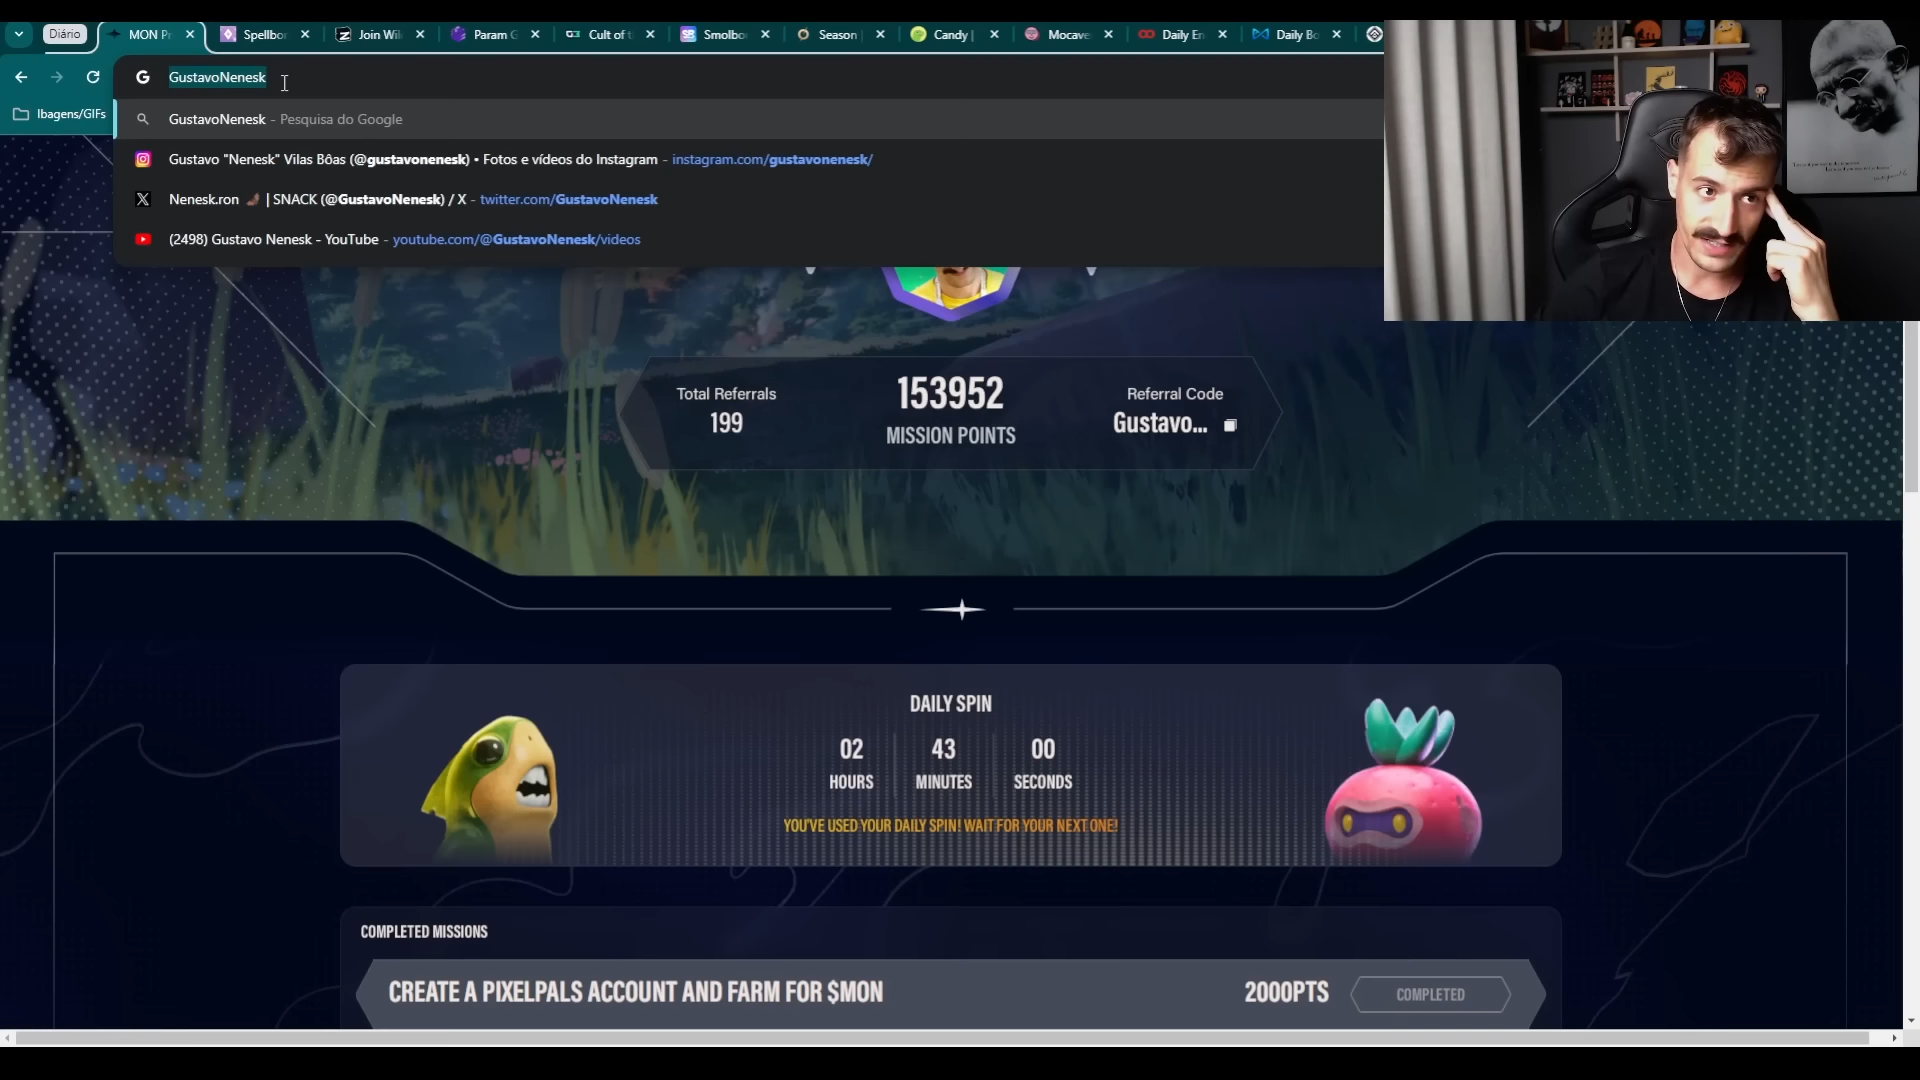 Diário
MON Pr
Spellbor
Join Wil
Param G
Cult of t
Smolbo
Season
Candy |
Mocave
Daily En
Daily Bo
GustavoNenesk
Ibagens/GIFs
GustavoNenesk - Pesquisa do Google
Gustavo "Nenesk" Vilas Bôas (@gustavonenesk) • Fotos e vídeos do Instagram - instagram.com/gustavonenesk/
Nenesk.ron | SNACK (@GustavoNenesk) / X - twitter.com/GustavoNenesk
(2498) Gustavo Nenesk - YouTube - youtube.com/@GustavoNenesk/videos
Total Referrals
199
153952
MISSION POINTS
Referral Code
Gustavo...
DAILY SPIN
02 43 00
HOURS MINUTES SECONDS
YOU'VE USED YOUR DAILY SPIN! WAIT FOR YOUR NEXT ONE!
COMPLETED MISSIONS
CREATE A PIXELPALS ACCOUNT AND FARM FOR $MON
2000PTS
COMPLETED